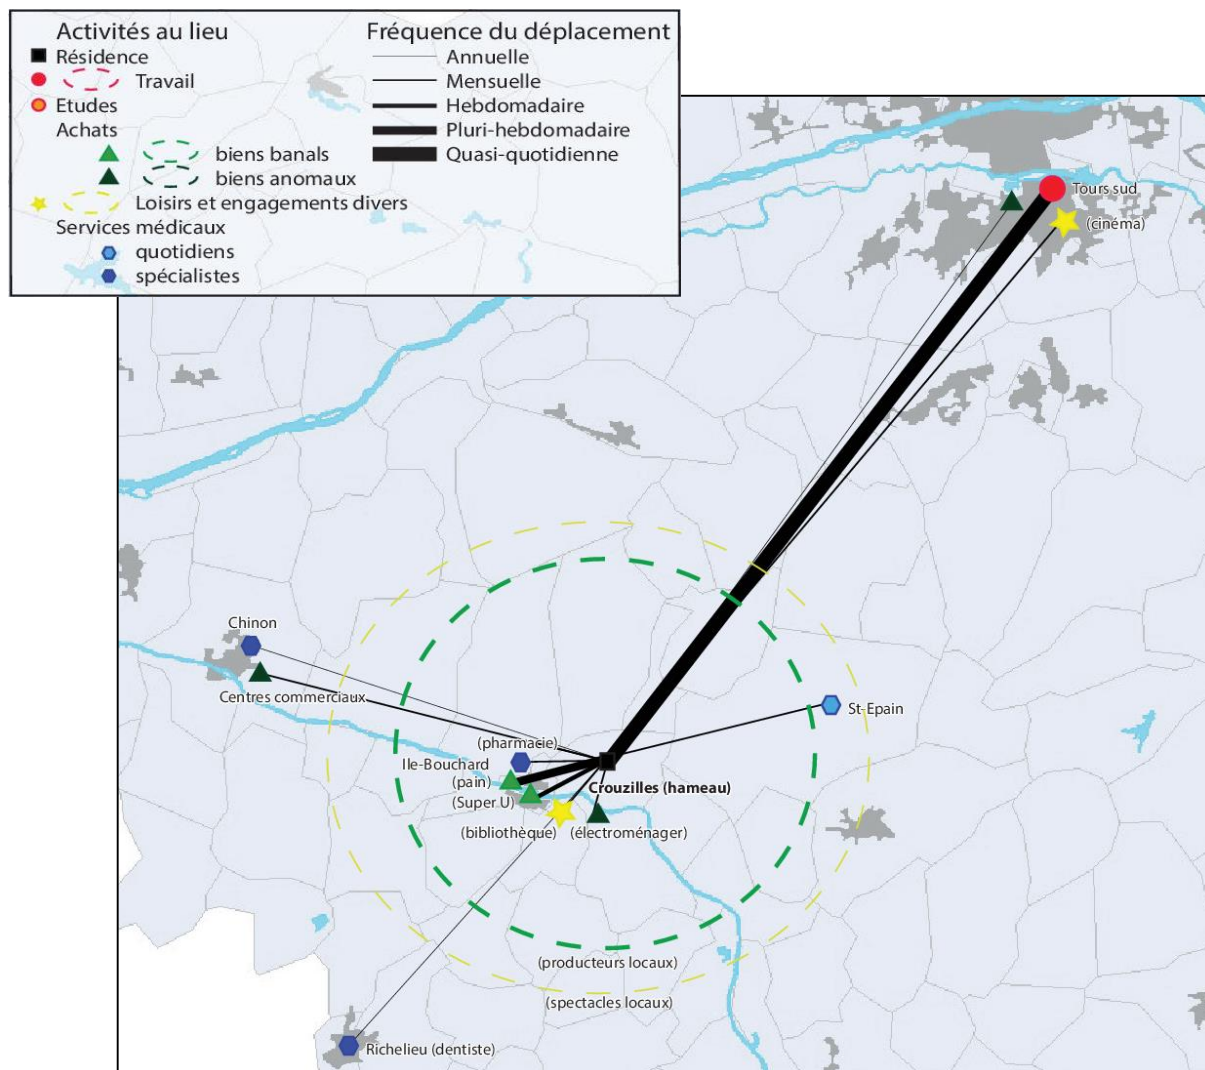 Activités au lieu
Résidence
Travail
Etudes
Achats
biens banals
biens anomaux
Loisirs et engagements divers
Services médicaux
quotidiens
spécialistes
Fréquence du déplacement
Annuelle
Mensuelle
Hebdomadaire
Pluri-hebdomadaire
Quasi-quotidienne
Tours sud
(cinéma)
Chinon
Centres commerciaux
St-Epain
(pharmacie)
Ile-Bouchard
(pain)
(Super U)
Crouzilles (hameau)
(bibliothèque)
(électroménager)
(producteurs locaux)
(spectacles locaux)
Richelieu (dentiste)